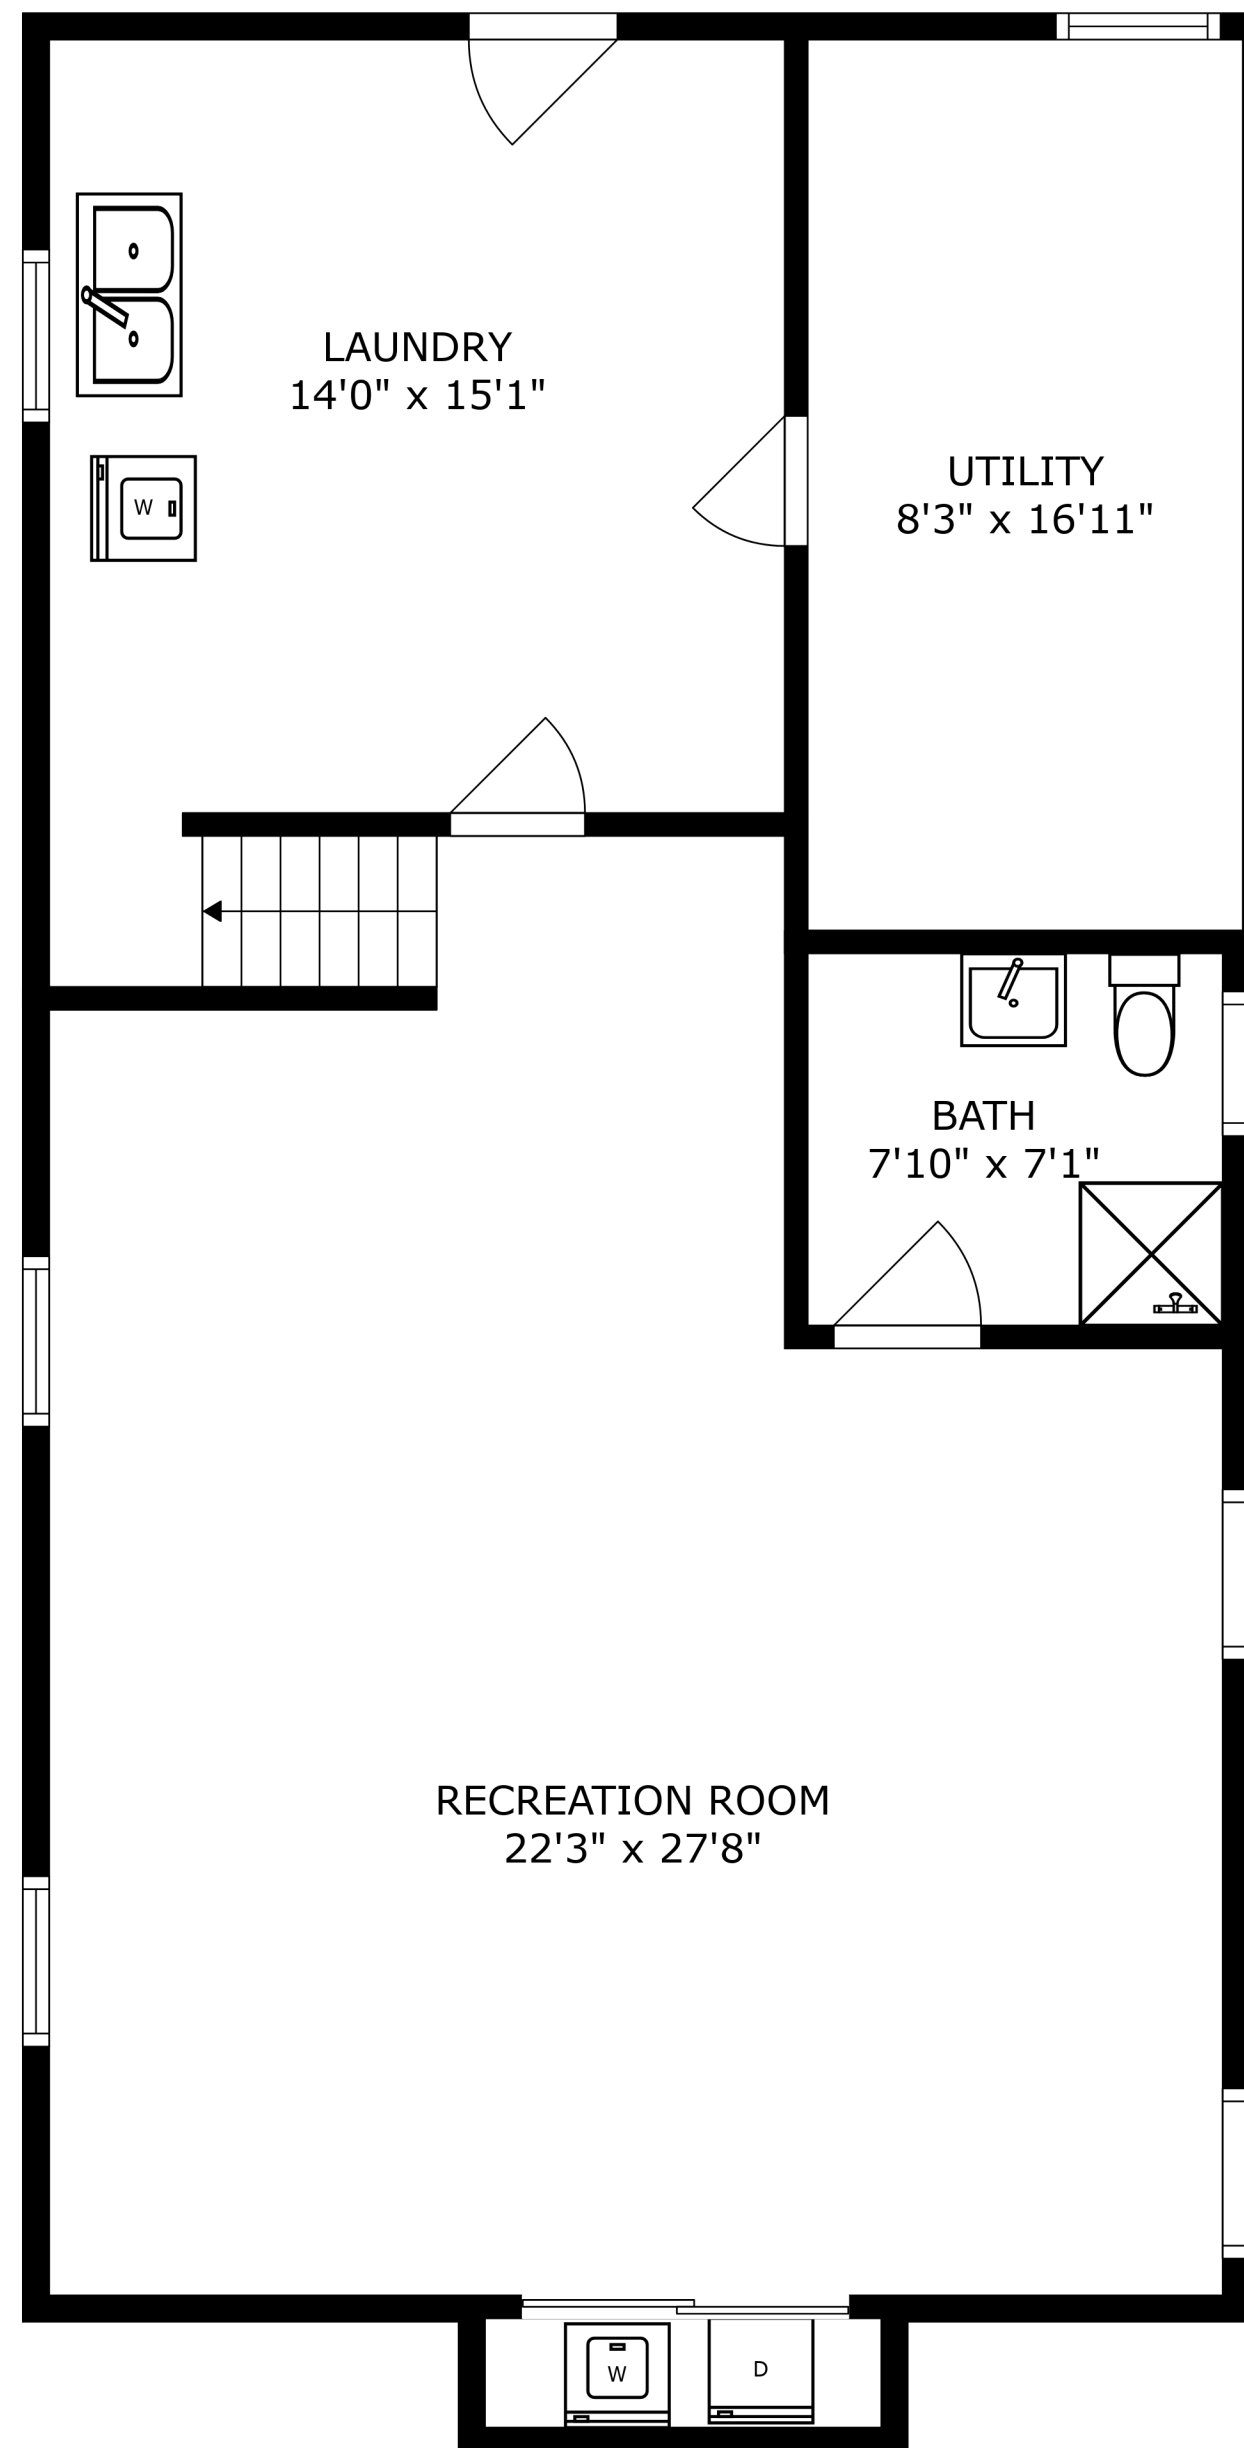 LAUNDRY
14'0" x 15'1"
W
UTILITY
8'3" x 16'11"
BATH
7'10" x 7'1"
RECREATION ROOM
22'3" x 27'8"
W
D